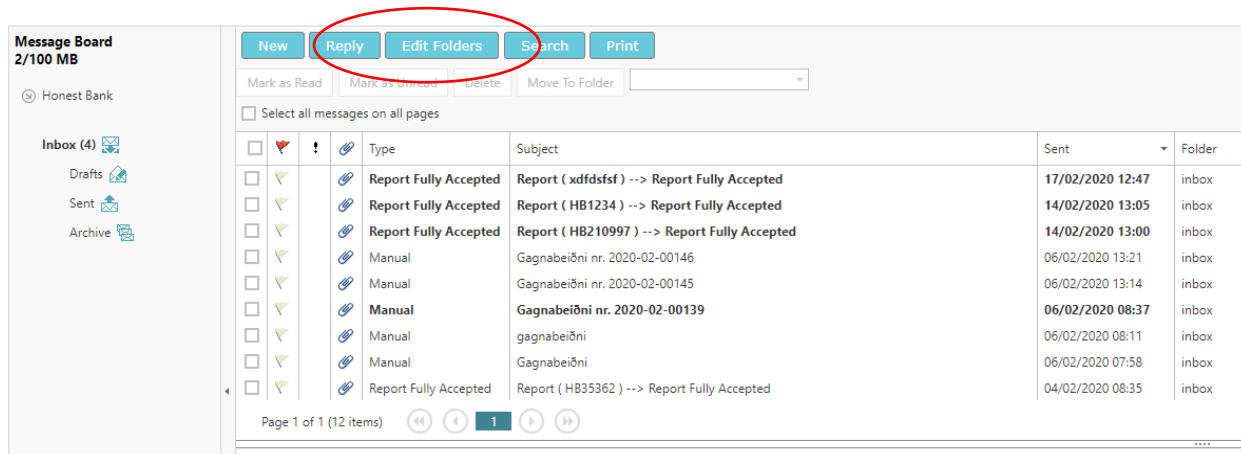 Message Board
2/100 MB
Honest Bank
Inbox (4)
Drafts
Sent
Archive
New Reply Edit Folders Search Print
Mark as Read Mark as Unread Delete Move To Folder
Select all messages on all pages
! Type Subject Sent Folder
Report Fully Accepted Report ( xdfdsfsf ) --> Report Fully Accepted 17/02/2020 12:47 inbox
Report Fully Accepted Report ( HB1234 ) --> Report Fully Accepted 14/02/2020 13:05 inbox
Report Fully Accepted Report ( HB210997 ) --> Report Fully Accepted 14/02/2020 13:00 inbox
Manual Gagnabeiðni nr. 2020-02-00146 06/02/2020 13:21 inbox
Manual Gagnabeiðni nr. 2020-02-00145 06/02/2020 13:14 inbox
Manual Gagnabeiðni nr. 2020-02-00139 06/02/2020 08:37 inbox
Manual gagnabeiðni 06/02/2020 08:11 inbox
Manual Gagnabeiðni 06/02/2020 07:58 inbox
Report Fully Accepted Report ( HB35362 ) --> Report Fully Accepted 04/02/2020 08:35 inbox
Page 1 of 1 (12 items) 1